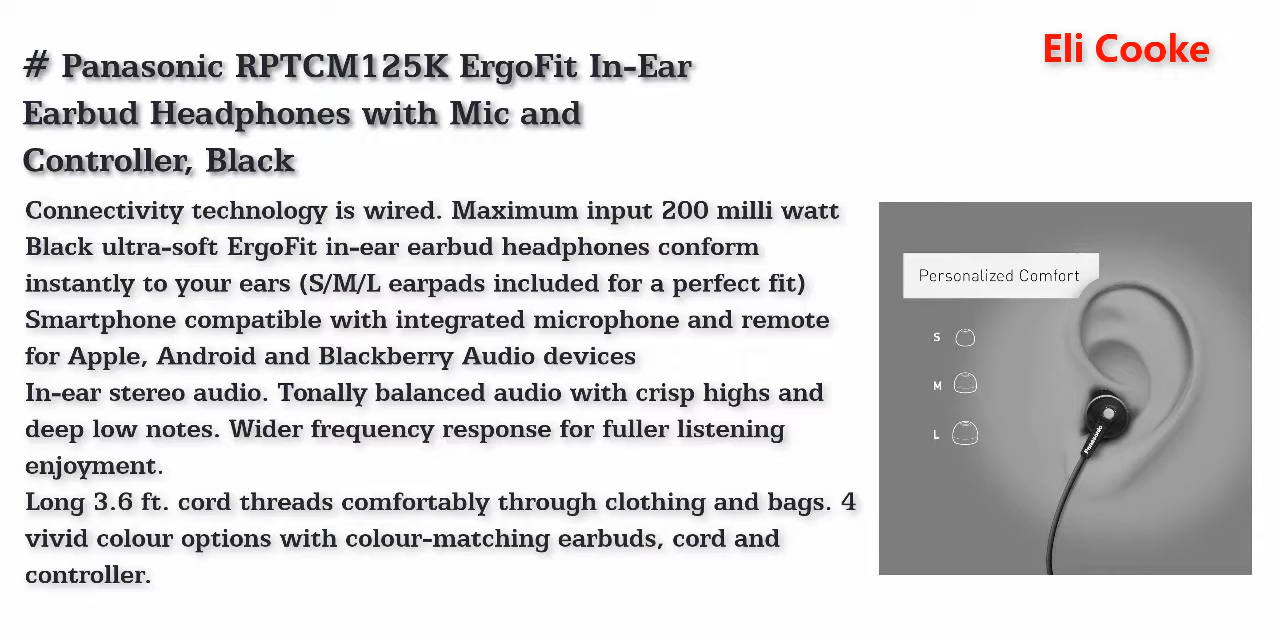 Eli Cooke
# Panasonic RPTCM125K ErgoFit In-Ear
Earbud Headphones with Mic and
Controller, Black
Connectivity technology is wired. Maximum input 200 milli watt
Black ultra-soft ErgoFit in-ear earbud headphones conform
instantly to your ears (S/M/L earpads included for a perfect fit)
Smartphone compatible with integrated microphone and remote
for Apple, Android and Blackberry Audio devices
In-ear stereo audio. Tonally balanced audio with crisp highs and
deep low notes. Wider frequency response for fuller listening
enjoyment.
Long 3.6 ft. cord threads comfortably through clothing and bags. 4
vivid colour options with colour-matching earbuds, cord and
controller.
Personalized Comfort
S
M
L
Panasonic